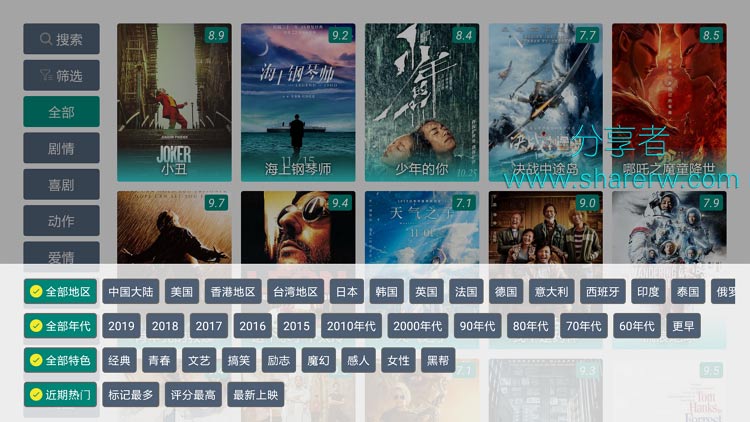 搜索
筛选
全部
剧情
喜剧
动作
爱情
8.9
JOKER
小丑
9.2
海上钢琴师
11.15
海上钢琴师
8.4
少年的你
10.25
7.7
决战中途岛
8.5
哪吒之魔童降世
分享者
www.sharerw.com
9.7
9.4
7.1
天气之子
9.0
7.9
全部地区
中国大陆
美国
香港地区
台湾地区
日本
韩国
英国
法国
德国
意大利
西班牙
印度
泰国
俄罗
全部年代
2019
2018
2017
2016
2015
2010年代
2000年代
90年代
80年代
70年代
60年代
更早
全部特色
经典
青春
文艺
搞笑
励志
魔幻
感人
女性
黑帮
7.1
9.3
9.5
近期热门
标记最多
评分最高
最新上映
Tom
Hanks
Forrest